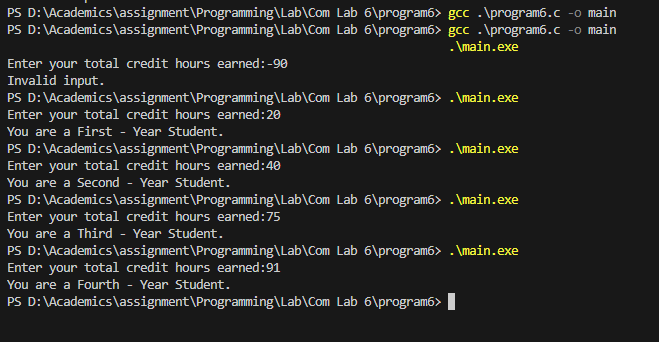 PS D:\Academics\assignment\Programming\Lab\Com Lab 6\program6> gcc .\program6.c -o main
PS D:\Academics\assignment\Programming\Lab\Com Lab 6\program6> gcc .\program6.c -o main
.\main.exe
Enter your total credit hours earned:-90
Invalid input.
PS D:\Academics\assignment\Programming\Lab\Com Lab 6\program6> .\main.exe
Enter your total credit hours earned:20
You are a First - Year Student.
PS D:\Academics\assignment\Programming\Lab\Com Lab 6\program6> .\main.exe
Enter your total credit hours earned:40
You are a Second - Year Student.
PS D:\Academics\assignment\Programming\Lab\Com Lab 6\program6> .\main.exe
Enter your total credit hours earned:75
You are a Third - Year Student.
PS D:\Academics\assignment\Programming\Lab\Com Lab 6\program6> .\main.exe
Enter your total credit hours earned:91
You are a Fourth - Year Student.
PS D:\Academics\assignment\Programming\Lab\Com Lab 6\program6>